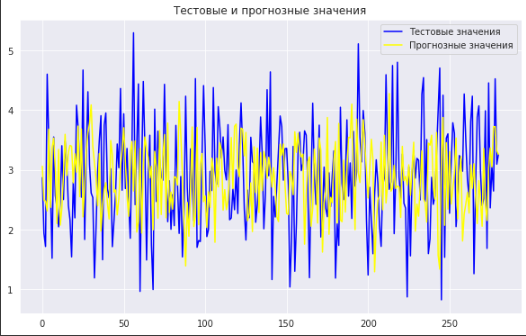 Тестовые и прогнозные значения
Тестовые значения
Прогнозные значения
5
4
3
2
1
0 50 100 150 200 250